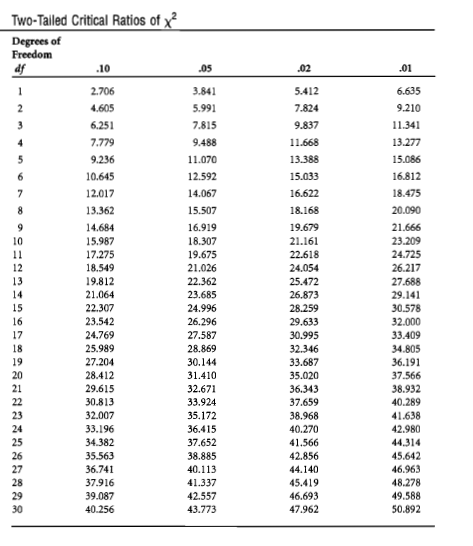 Two-Tailed Critical Ratios of χ²
Degrees of
Freedom
df .10 .05 .02 .01
1 2.706 3.841 5.412 6.635
2 4.605 5.991 7.824 9.210
3 6.251 7.815 9.837 11.341
4 7.779 9.488 11.668 13.277
5 9.236 11.070 13.388 15.086
6 10.645 12.592 15.033 16.812
7 12.017 14.067 16.622 18.475
8 13.362 15.507 18.168 20.090
9 14.684 16.919 19.679 21.666
10 15.987 18.307 21.161 23.209
11 17.275 19.675 22.618 24.725
12 18.549 21.026 24.054 26.217
13 19.812 22.362 25.472 27.688
14 21.064 23.685 26.873 29.141
15 22.307 24.996 28.259 30.578
16 23.542 26.296 29.633 32.000
17 24.769 27.587 30.995 33.409
18 25.989 28.869 32.346 34.805
19 27.204 30.144 33.687 36.191
20 28.412 31.410 35.020 37.566
21 29.615 32.671 36.343 38.932
22 30.813 33.924 37.659 40.289
23 32.007 35.172 38.968 41.638
24 33.196 36.415 40.270 42.980
25 34.382 37.652 41.566 44.314
26 35.563 38.885 42.856 45.642
27 36.741 40.113 44.140 46.963
28 37.916 41.337 45.419 48.278
29 39.087 42.557 46.693 49.588
30 40.256 43.773 47.962 50.892